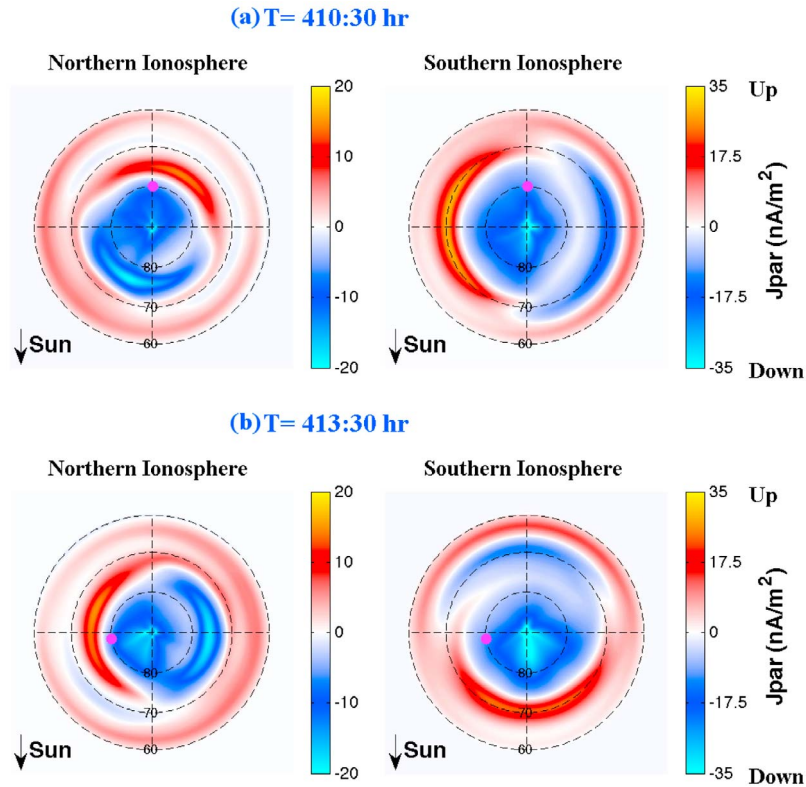 (a) T= 410:30 hr
Northern Ionosphere
Southern Ionosphere
20
10
0
-10
-20
35
17.5
0
-17.5
-35
Up
Jpar (nA/m²)
Down
80
70
60
Sun
80
70
60
Sun
(b) T= 413:30 hr
Northern Ionosphere
Southern Ionosphere
20
10
0
-10
-20
35
17.5
0
-17.5
-35
Up
Jpar (nA/m²)
Down
80
70
60
Sun
80
70
60
Sun